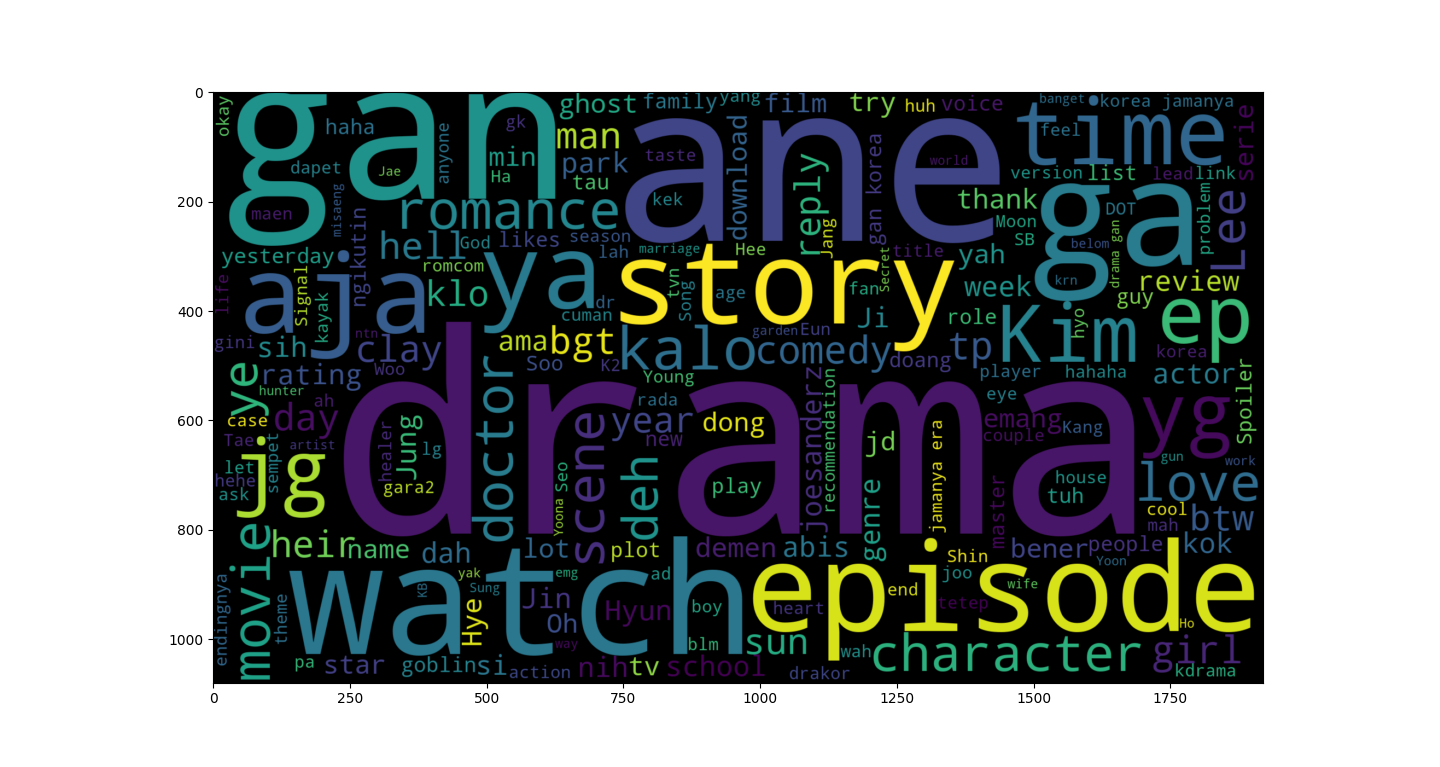 0
200
400
600
800
1000
0
250
500
750
1000
1250
1500
1750
gan
ane
time
ga
drama
story
watch
episode
Kim
ep
aja
ya
jg
yg
romance
hell
klo
kalo
comedy
tp
character
movie
doctor
scene
love
Lee
serie
okay
haha
dapet
Jae
maen
misaeng
anyone
gk
min
Ha
ghost
man
park
tau
family
yang
film
taste
kek
download
try
huh
voice
reply
Jang
gan korea
world
banget
korea jamanya
feel
version
list
lead
link
thank
Moon
SB
DOT
belom
problem
drama gan
yesterday
Signal
life
kayak
ngikutin
God
likes
season
lah
romcom
marriage
Hee
tvn
Song
age
fan
Secret
title
yah
week
krn
review
guy
gini
sih
ntn
clay
ama
bgt
dr
cuman
garden
Eun
Ji
role
doang
hyo
korea
rating
Woo
Soo
K2
Young
player
hahaha
actor
Spoiler
hunter
ye
ah
case
day
Tae
artist
let
hehe
ask
sempet
healer
Jung
lg
gara2
rada
year
new
dong
deh
play
joesanderz
recommendation
jd
genre
jamanya era
eye
emang
couple
Kang
master
gun
work
house
tuh
cool
mah
btw
kok
people
bener
Yoon
heir
name
dah
lot
plot
demen
abis
Seo
Yoona
Shin
joo
end
wife
tetep
Ho
endingnya
theme
yak
KB
Sung
emg
ad
Jin
Hyun
boy
heart
Hye
Oh
way
blm
sun
wah
girl
kdrama
pa
star
goblin
si
action
nih
tv
school
drakor